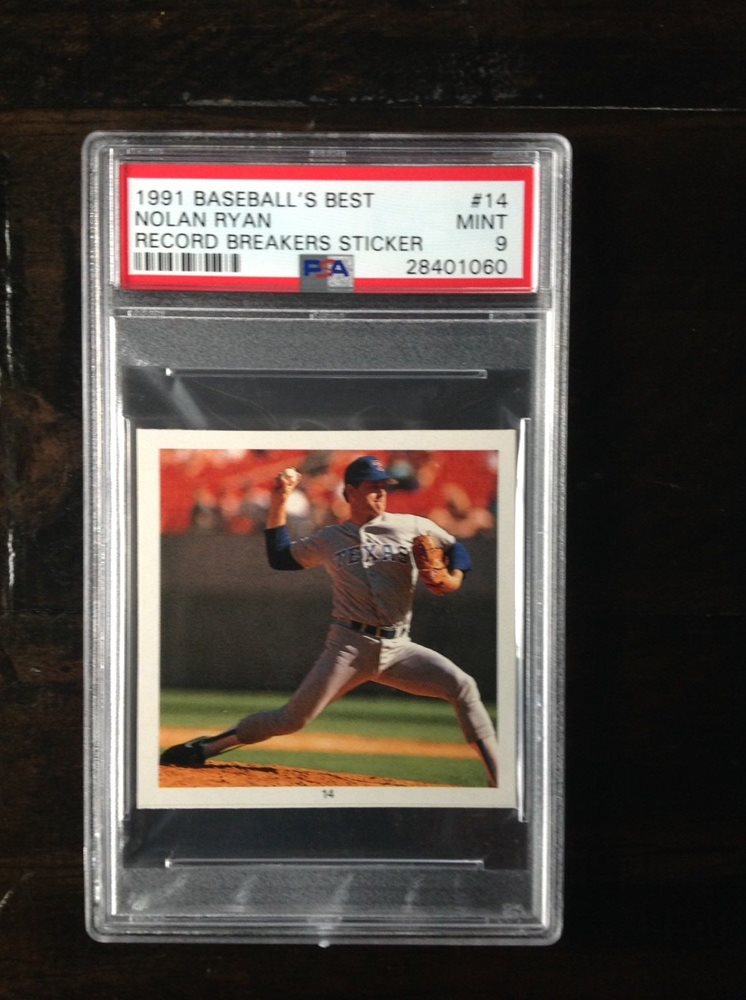 1991 BASEBALL'S BEST #14
NOLAN RYAN MINT
RECORD BREAKERS STICKER 9
PSA 28401060
TEXAS
14